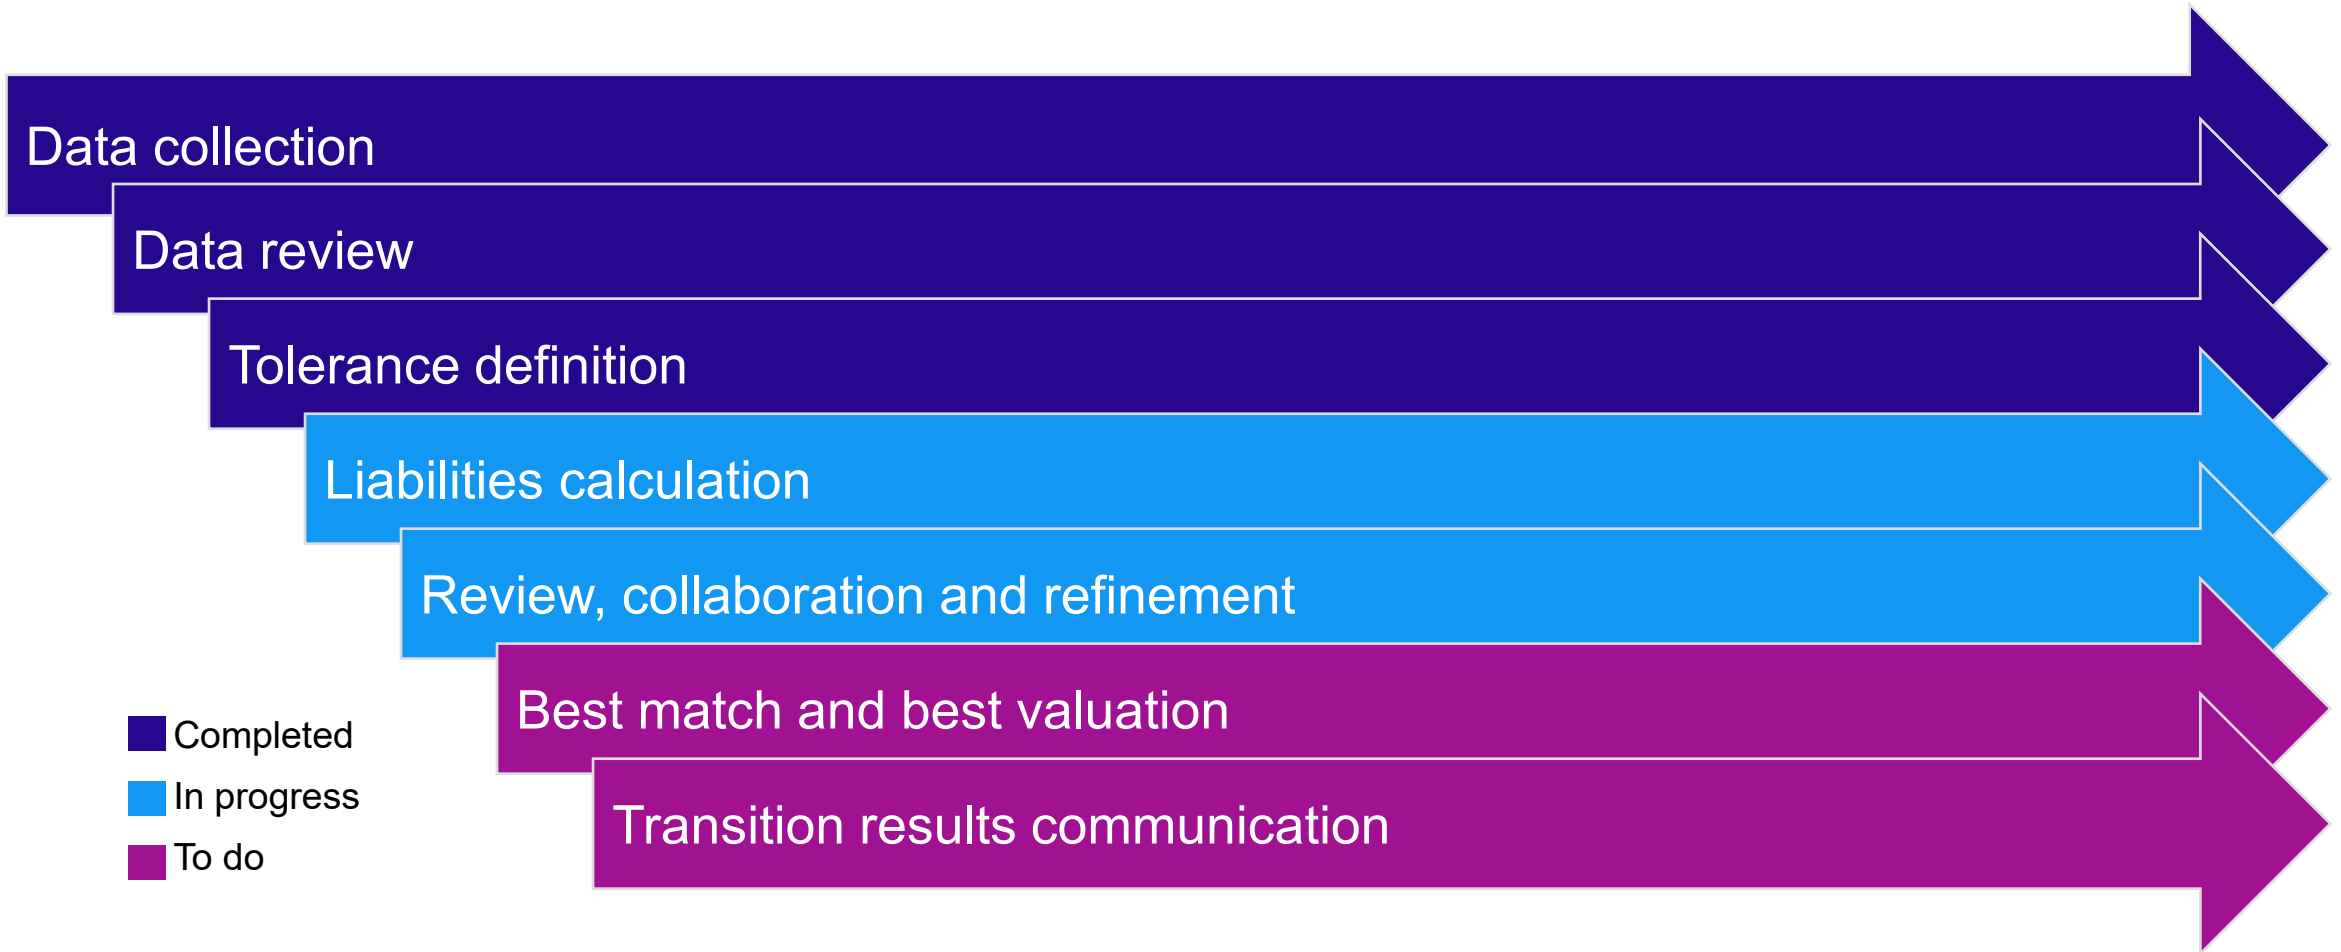 Data collection
Data review
Tolerance definition
Liabilities calculation
Review, collaboration and refinement
Best match and best valuation
Transition results communication
Completed
In progress
To do